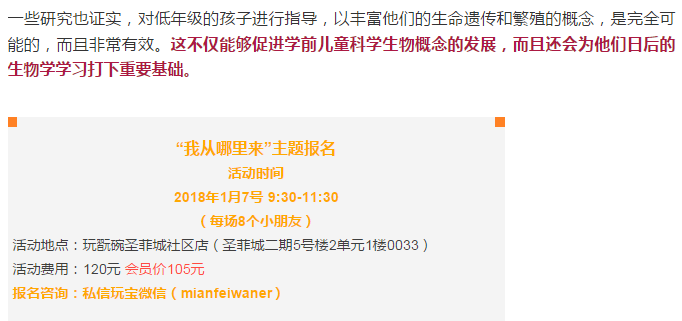 一些研究也证实，对低年级的孩子进行指导，以丰富他们的生命遗传和繁殖的概念，是完全可
能的，而且非常有效。这不仅能够促进学前儿童科学生物概念的发展，而且还会为他们日后的
生物学学习打下重要基础。
“我从哪里来”主题报名
活动时间
2018年1月7号 9:30-11:30
（每场8个小朋友）
活动地点：玩翫碗圣菲城社区店（圣菲城二期5号楼2单元1楼0033）
活动费用：120元 会员价105元
报名咨询：私信玩宝微信（mianfeiwaner）